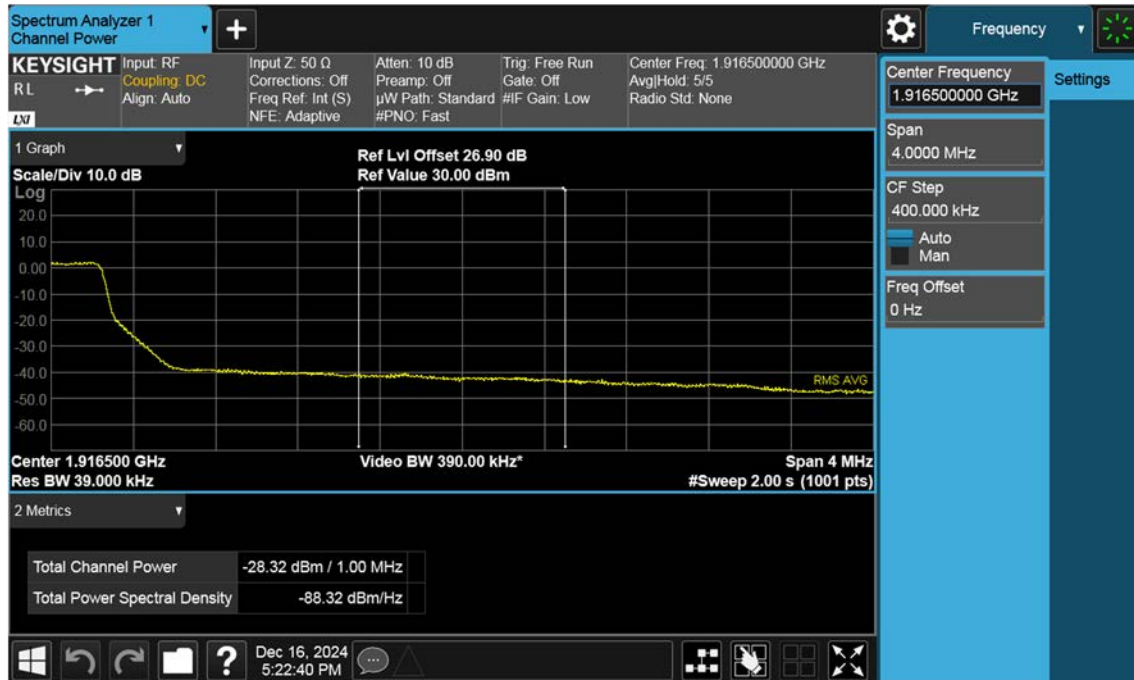 Spectrum Analyzer 1
Channel Power
Frequency
KEYSIGHT
R L
LXI
Input: RF
Coupling: DC
Align: Auto
Input Z: 50 Ω
Corrections: Off
Freq Ref: Int (S)
NFE: Adaptive
Atten: 10 dB
Preamp: Off
µW Path: Standard
#PNO: Fast
Trig: Free Run
Gate: Off
#IF Gain: Low
Center Freq: 1.916500000 GHz
Avg|Hold: 5/5
Radio Std: None
Center Frequency
1.916500000 GHz
Settings
Span
4.0000 MHz
CF Step
400.000 kHz
Auto
Man
Freq Offset
0 Hz
1 Graph
Scale/Div 10.0 dB
Ref Lvl Offset 26.90 dB
Ref Value 30.00 dBm
Log
20.0
10.0
0.00
-10.0
-20.0
-30.0
-40.0
-50.0
-60.0
RMS AVG
Center 1.916500 GHz
Res BW 39.000 kHz
Video BW 390.00 kHz*
Span 4 MHz
#Sweep 2.00 s (1001 pts)
2 Metrics
Total Channel Power -28.32 dBm / 1.00 MHz
Total Power Spectral Density -88.32 dBm/Hz
?
Dec 16, 2024
5:22:40 PM